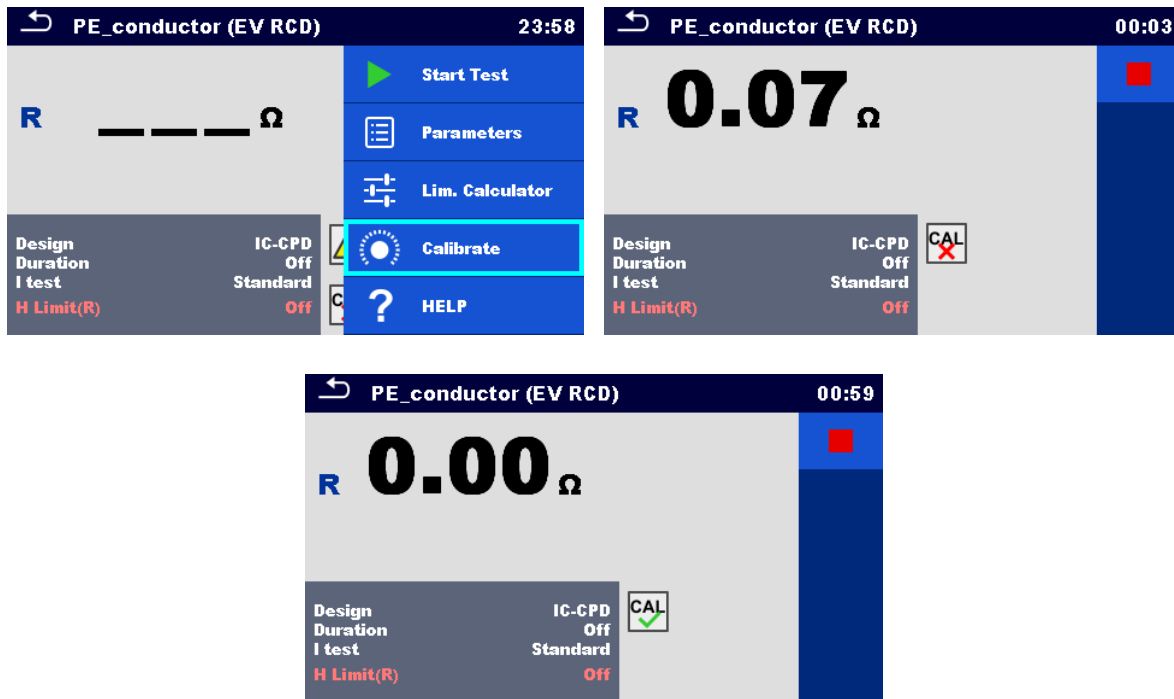 PE_conductor (EV RCD) 23:58
R ___ Ω
Start Test
Parameters
Lim. Calculator
Calibrate
? HELP
Design IC-CPD
Duration Off
I test Standard
H Limit(R) Off
PE_conductor (EV RCD) 00:03
R 0.07 Ω
Design IC-CPD
Duration Off
I test Standard
H Limit(R) Off
CAL
PE_conductor (EV RCD) 00:59
R 0.00 Ω
Design IC-CPD
Duration Off
I test Standard
H Limit(R) Off
CAL